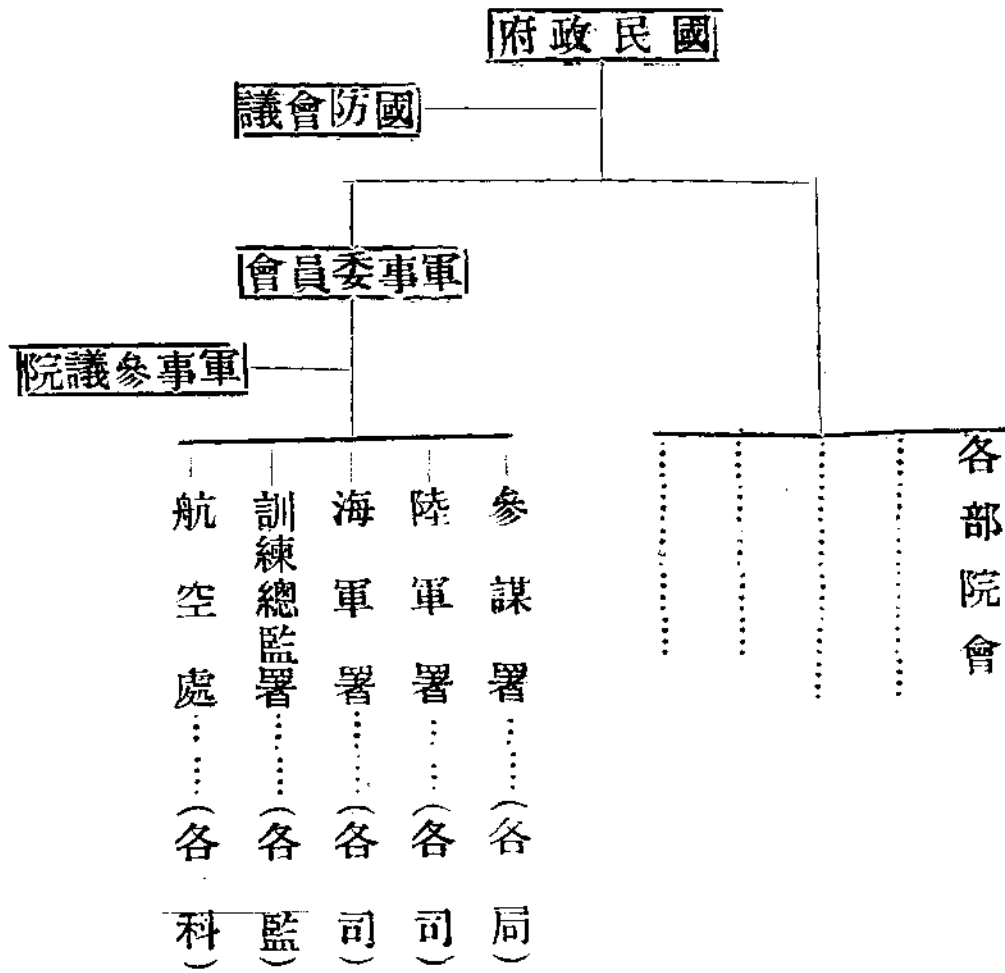 國民政府
國防會議
軍事委員會
軍事參議院
各部院會
參謀署……(各局)
陸軍署……(各司)
海軍署……(各司)
訓練總監署……(各監)
航空處……(各科)